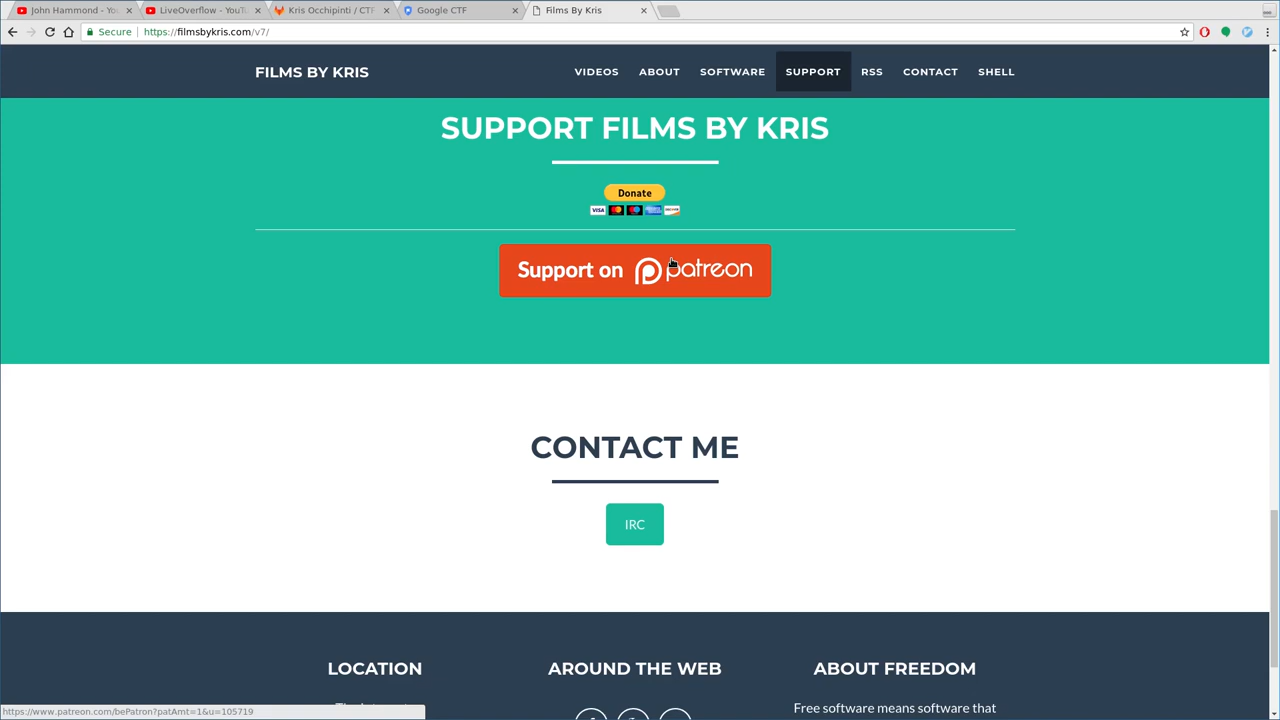 John Hammond - You
LiveOverflow - YouTu
Kris Occhipinti / CTF
Google CTF
Films By Kris
Secure
https://filmsbykris.com/v7/
FILMS BY KRIS
VIDEOS
ABOUT
SOFTWARE
SUPPORT
RSS
CONTACT
SHELL
SUPPORT FILMS BY KRIS
Donate
VISA
Support on patreon
CONTACT ME
IRC
LOCATION
AROUND THE WEB
ABOUT FREEDOM
Free software means software that
https://www.patreon.com/bePatron?patAmt=1&u=105719